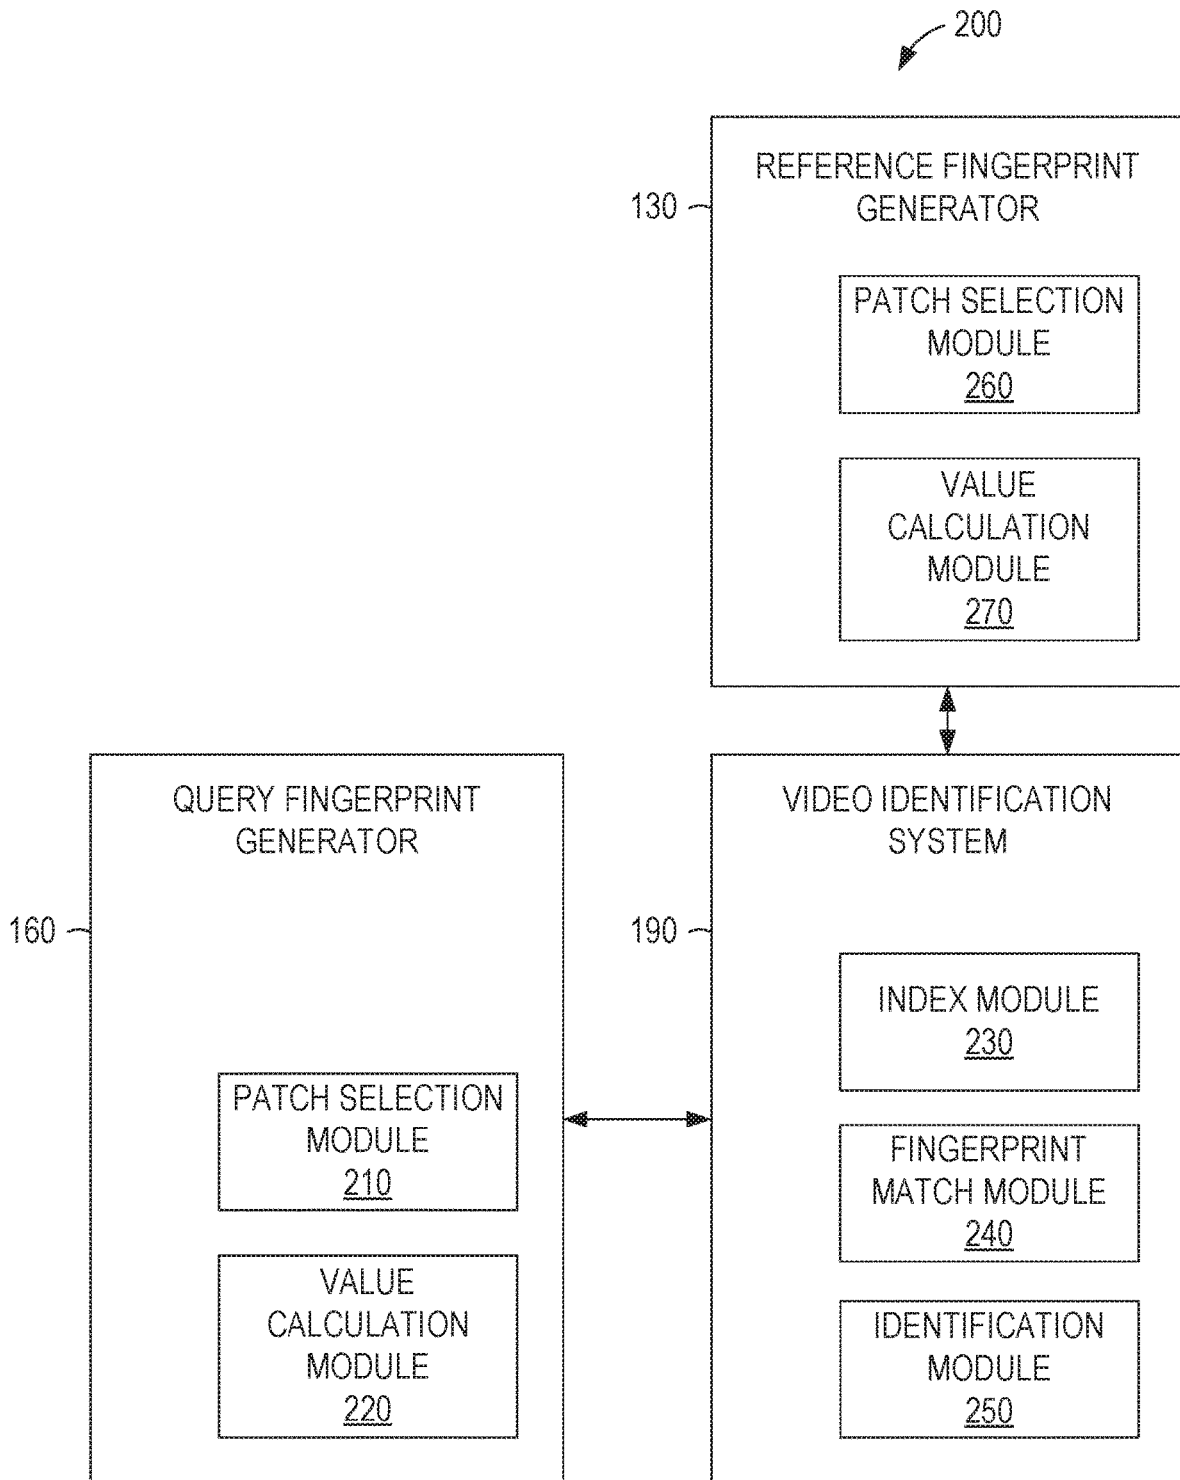 200
REFERENCE FINGERPRINT
GENERATOR
130
PATCH SELECTION
MODULE
260
VALUE
CALCULATION
MODULE
270
QUERY FINGERPRINT
GENERATOR
160
PATCH SELECTION
MODULE
210
VALUE
CALCULATION
MODULE
220
VIDEO IDENTIFICATION
SYSTEM
190
INDEX MODULE
230
FINGERPRINT
MATCH MODULE
240
IDENTIFICATION
MODULE
250